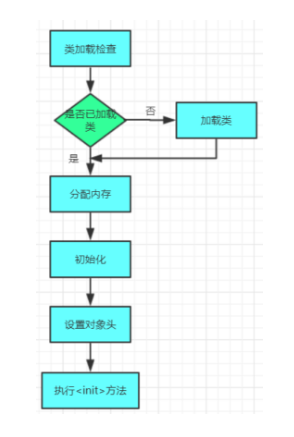 类加载检查
是否已加载
类
否
加载类
是
分配内存
初始化
设置对象头
执行<init>方法